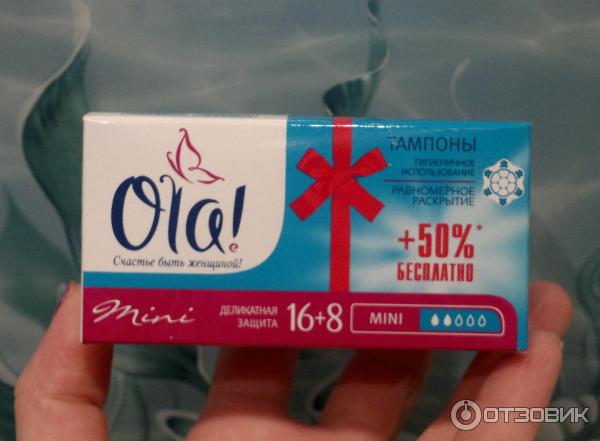 Ola!
Счастье быть женщиной!
ТАМПОНЫ
ГИГИЕНИЧНОЕ
ИСПОЛЬЗОВАНИЕ
РАВНОМЕРНОЕ
РАСКРЫТИЕ
+50%*
БЕСПЛАТНО
mini
ДЕЛИКАТНАЯ
ЗАЩИТА
16+8
MINI
ОТЗОВИК